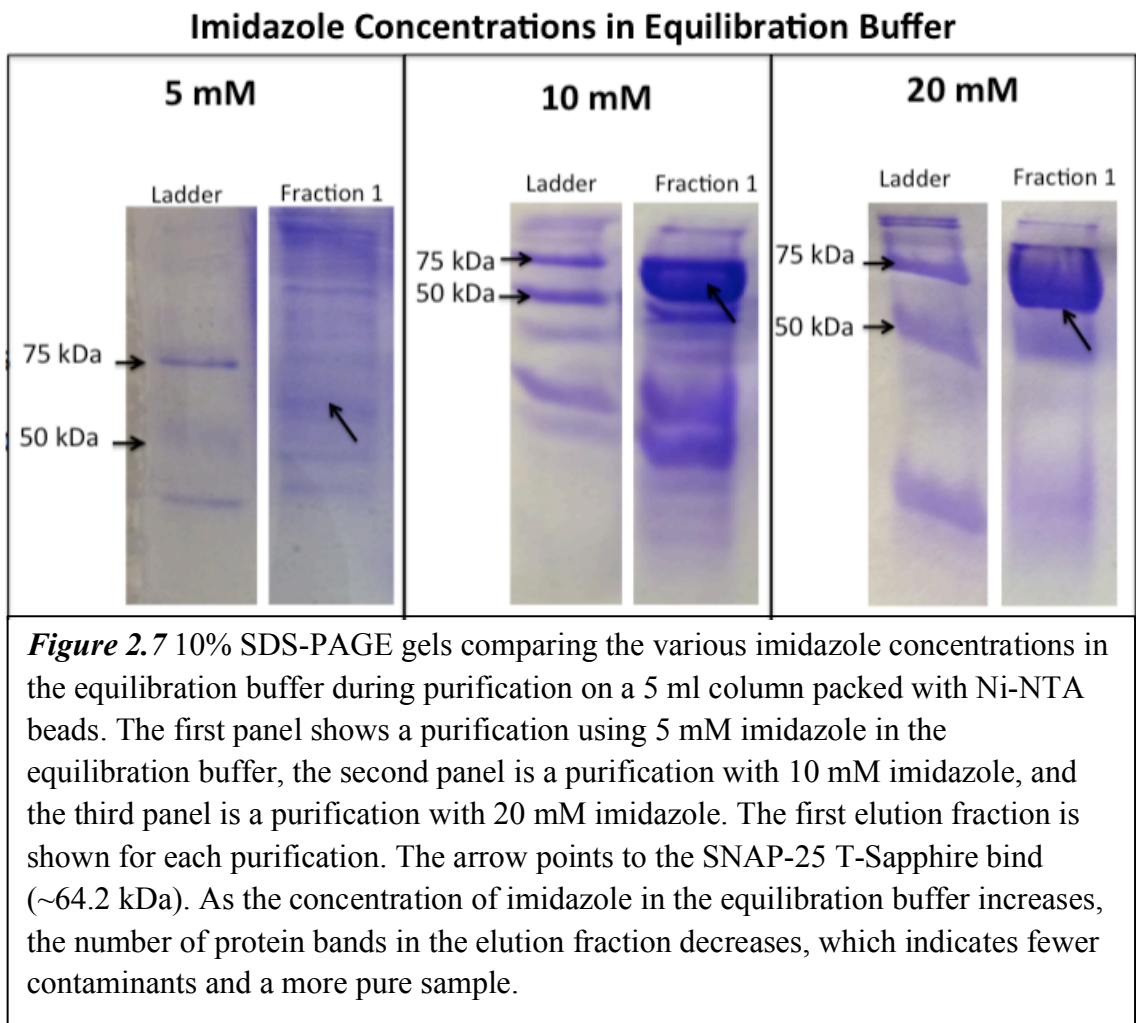 Imidazole Concentrations in Equilibration Buffer
5 mM
Ladder
Fraction 1
75 kDa
50 kDa
10 mM
Ladder
Fraction 1
75 kDa
50 kDa
20 mM
Ladder
Fraction 1
75 kDa
50 kDa
Figure 2.7 10% SDS-PAGE gels comparing the various imidazole concentrations in
the equilibration buffer during purification on a 5 ml column packed with Ni-NTA
beads. The first panel shows a purification using 5 mM imidazole in the
equilibration buffer, the second panel is a purification with 10 mM imidazole, and
the third panel is a purification with 20 mM imidazole. The first elution fraction is
shown for each purification. The arrow points to the SNAP-25 T-Sapphire bind
(~64.2 kDa). As the concentration of imidazole in the equilibration buffer increases,
the number of protein bands in the elution fraction decreases, which indicates fewer
contaminants and a more pure sample.